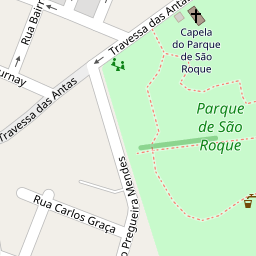 Rua Bair
Travessa das Antas
Capela
do Parque
de São
Roque
urnay
Travessa das Antas
Parque
de São
Roque
o Pregueira Mendes
Rua Carlos Graça